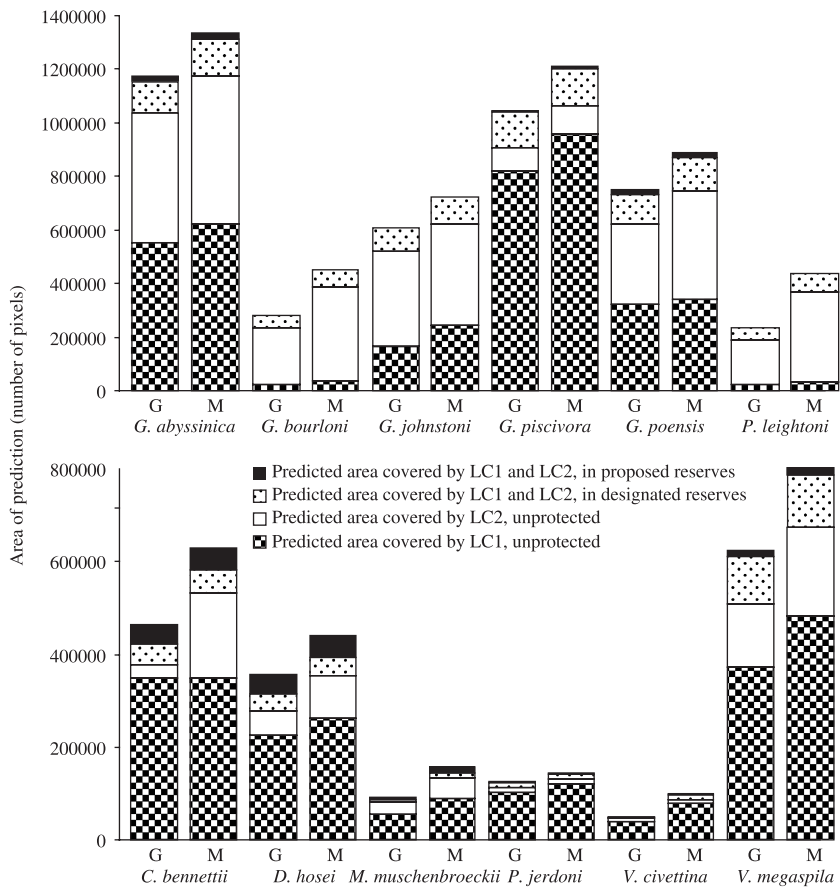 Area of prediction (number of pixels)
1400000
1200000
1000000
800000
600000
400000
200000
0
G M G M G M G M G M G M
G. abyssinica G. bourloni G. johnstoni G. piscivora G. poensis P. leightoni
800000
600000
400000
200000
0
Predicted area covered by LC1 and LC2, in proposed reserves
Predicted area covered by LC1 and LC2, in designated reserves
Predicted area covered by LC2, unprotected
Predicted area covered by LC1, unprotected
G M G M G M G M G M G M
C. bennettii D. hosei M. muschenbroeckii P. jerdoni V. civettina V. megaspila